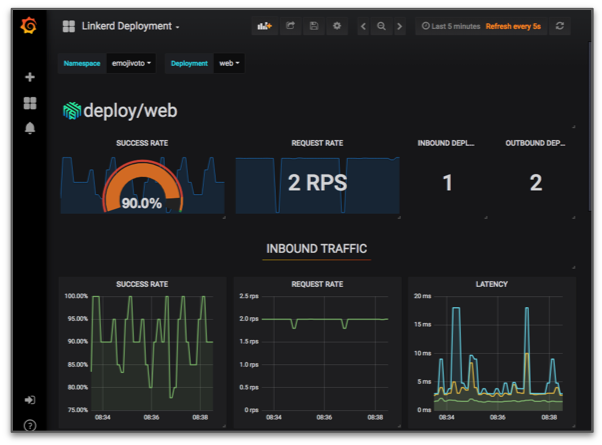 Linkerd Deployment
Last 5 minutes Refresh every 5s
Namespace emojivoto Deployment web
deploy/web
SUCCESS RATE REQUEST RATE INBOUND DEPL... OUTBOUND DEP...
90.0% 2 RPS 1 2
INBOUND TRAFFIC
SUCCESS RATE
100.00%
95.00%
90.00%
85.00%
80.00%
75.00%
08:34 08:36 08:38
REQUEST RATE
2.5 rps
2.0 rps
1.5 rps
1.0 rps
0.5 rps
0 rps
08:34 08:36 08:38
LATENCY
20 ms
15 ms
10 ms
5 ms
0 ms
08:34 08:36 08:38